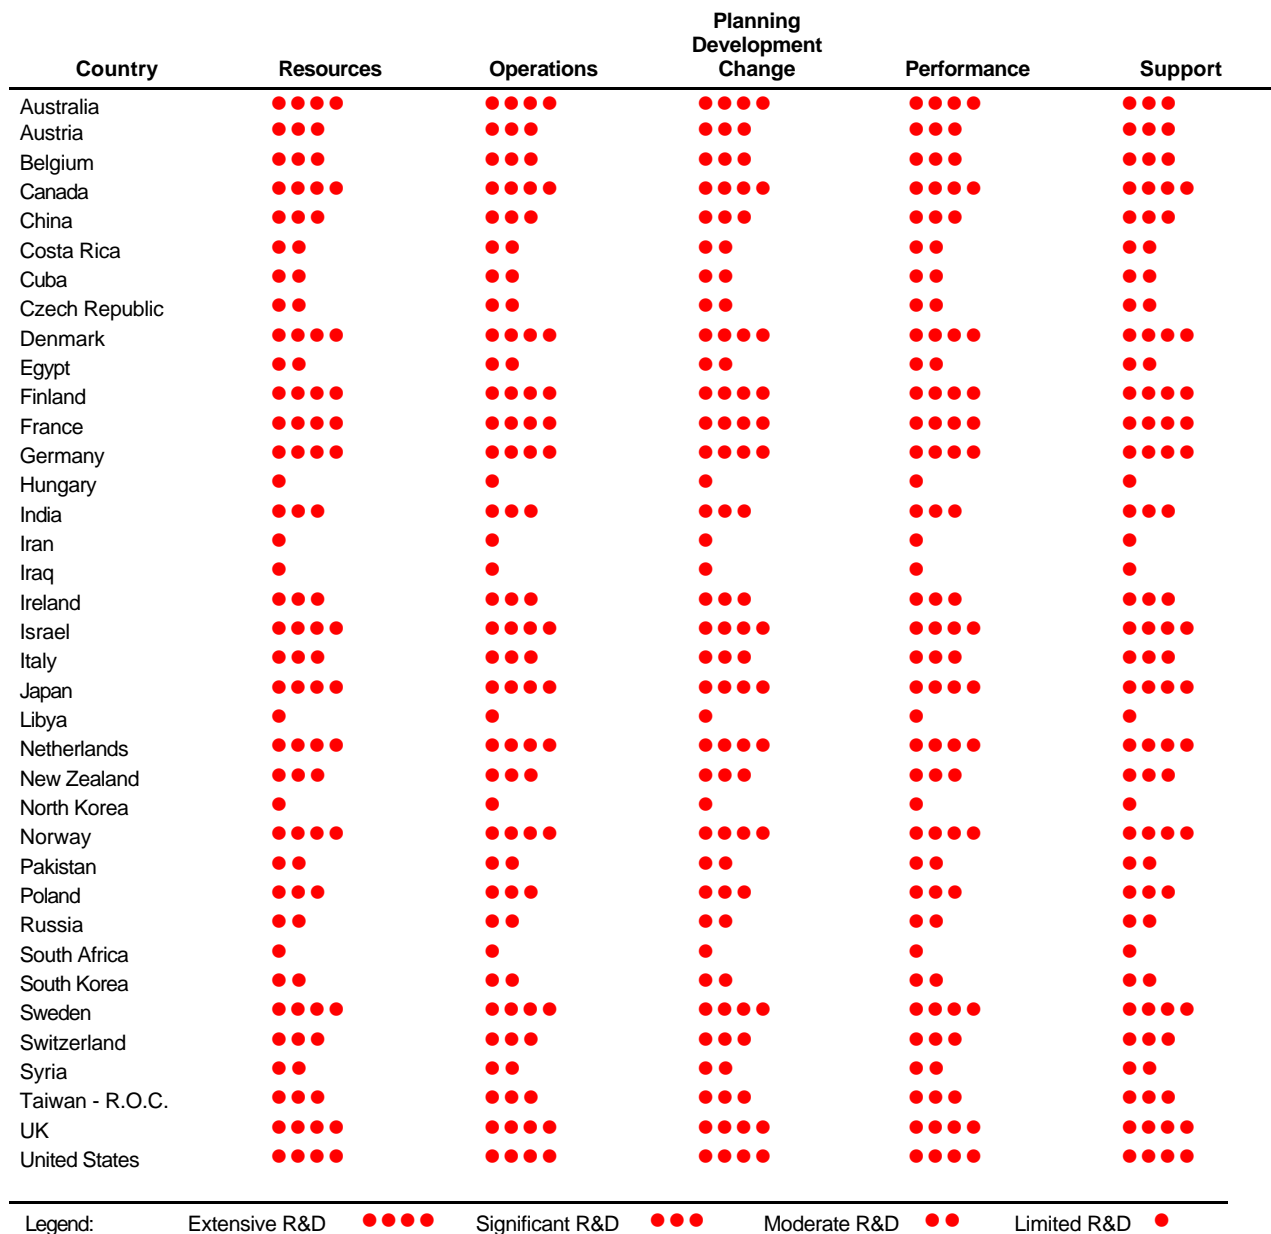 Planning
Development
Country Resources Operations Change Performance Support
Australia ●●●● ●●●● ●●●● ●●●● ●●●
Austria ●●● ●●● ●●● ●●● ●●●
Belgium ●●● ●●● ●●● ●●● ●●●
Canada ●●●● ●●●● ●●●● ●●●● ●●●●
China ●●● ●●● ●●● ●●● ●●●
Costa Rica ●● ●● ●● ●● ●●
Cuba ●● ●● ●● ●● ●●
Czech Republic ●● ●● ●● ●● ●●
Denmark ●●●● ●●●● ●●●● ●●●● ●●●●
Egypt ●● ●● ●● ●● ●●
Finland ●●●● ●●●● ●●●● ●●●● ●●●●
France ●●●● ●●●● ●●●● ●●●● ●●●●
Germany ●●●● ●●●● ●●●● ●●●● ●●●●
Hungary ● ● ● ● ●
India ●●● ●●● ●●● ●●● ●●●
Iran ● ● ● ● ●
Iraq ● ● ● ● ●
Ireland ●●● ●●● ●●● ●●● ●●●
Israel ●●●● ●●●● ●●●● ●●●● ●●●●
Italy ●●● ●●● ●●● ●●● ●●●
Japan ●●●● ●●●● ●●●● ●●●● ●●●●
Libya ● ● ● ● ●
Netherlands ●●●● ●●●● ●●●● ●●●● ●●●●
New Zealand ●●● ●●● ●●● ●●● ●●●
North Korea ● ● ● ● ●
Norway ●●●● ●●●● ●●●● ●●●● ●●●●
Pakistan ●● ●● ●● ●● ●●
Poland ●●● ●●● ●●● ●●● ●●●
Russia ●● ●● ●● ●● ●●
South Africa ● ● ● ● ●
South Korea ●● ●● ●● ●● ●●
Sweden ●●●● ●●●● ●●●● ●●●● ●●●●
Switzerland ●●● ●●● ●●● ●●● ●●●
Syria ●● ●● ●● ●● ●●
Taiwan - R.O.C. ●●● ●●● ●●● ●●● ●●●
UK ●●●● ●●●● ●●●● ●●●● ●●●●
United States ●●●● ●●●● ●●●● ●●●● ●●●●
Legend: Extensive R&D ●●●● Significant R&D ●●● Moderate R&D ●● Limited R&D ●